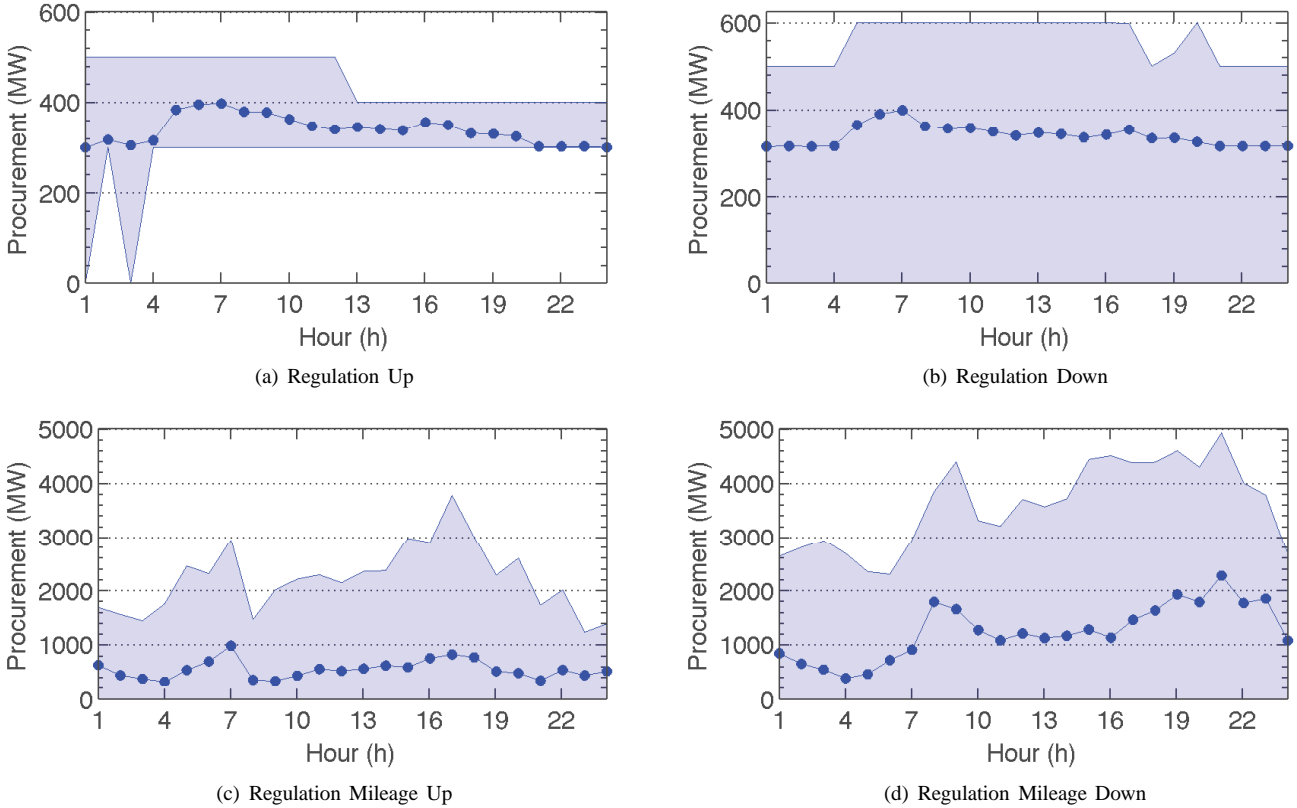 600
400
200
0
Procurement (MW)
1 4 7 10 13 16 19 22
Hour (h)
(a) Regulation Up
600
400
200
0
Procurement (MW)
1 4 7 10 13 16 19 22
Hour (h)
(b) Regulation Down
5000
4000
3000
2000
1000
0
Procurement (MW)
1 4 7 10 13 16 19 22
Hour (h)
(c) Regulation Mileage Up
5000
4000
3000
2000
1000
0
Procurement (MW)
1 4 7 10 13 16 19 22
Hour (h)
(d) Regulation Mileage Down